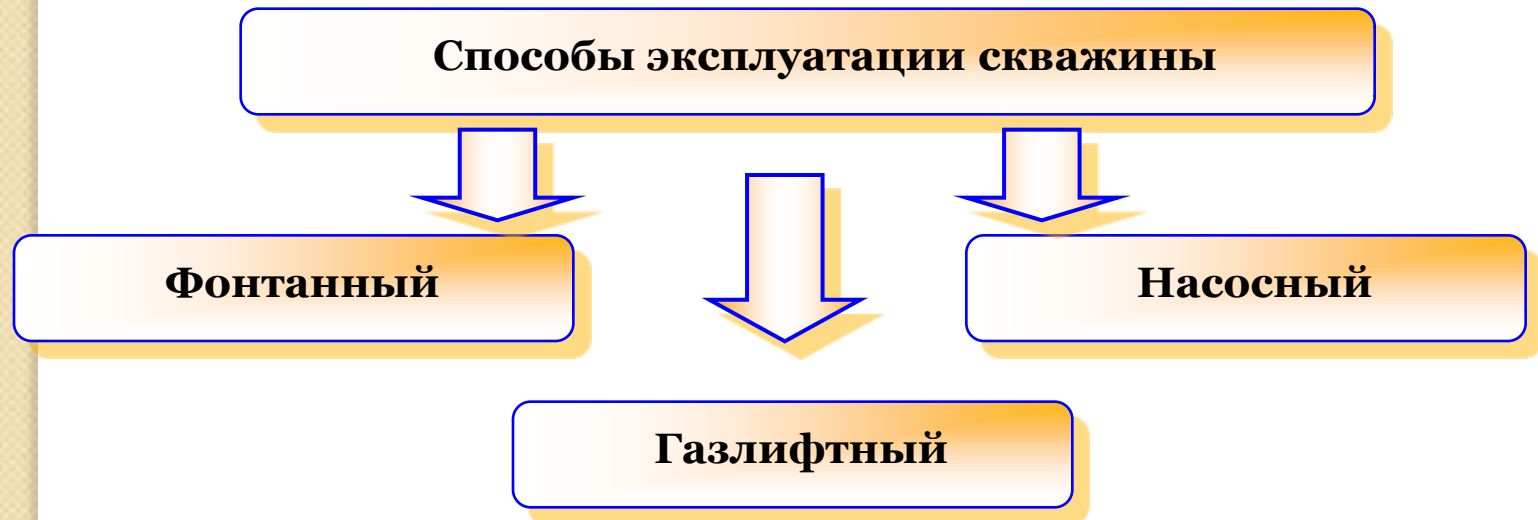 Способы эксплуатации скважины
Фонтанный
Насосный
Газлифтный